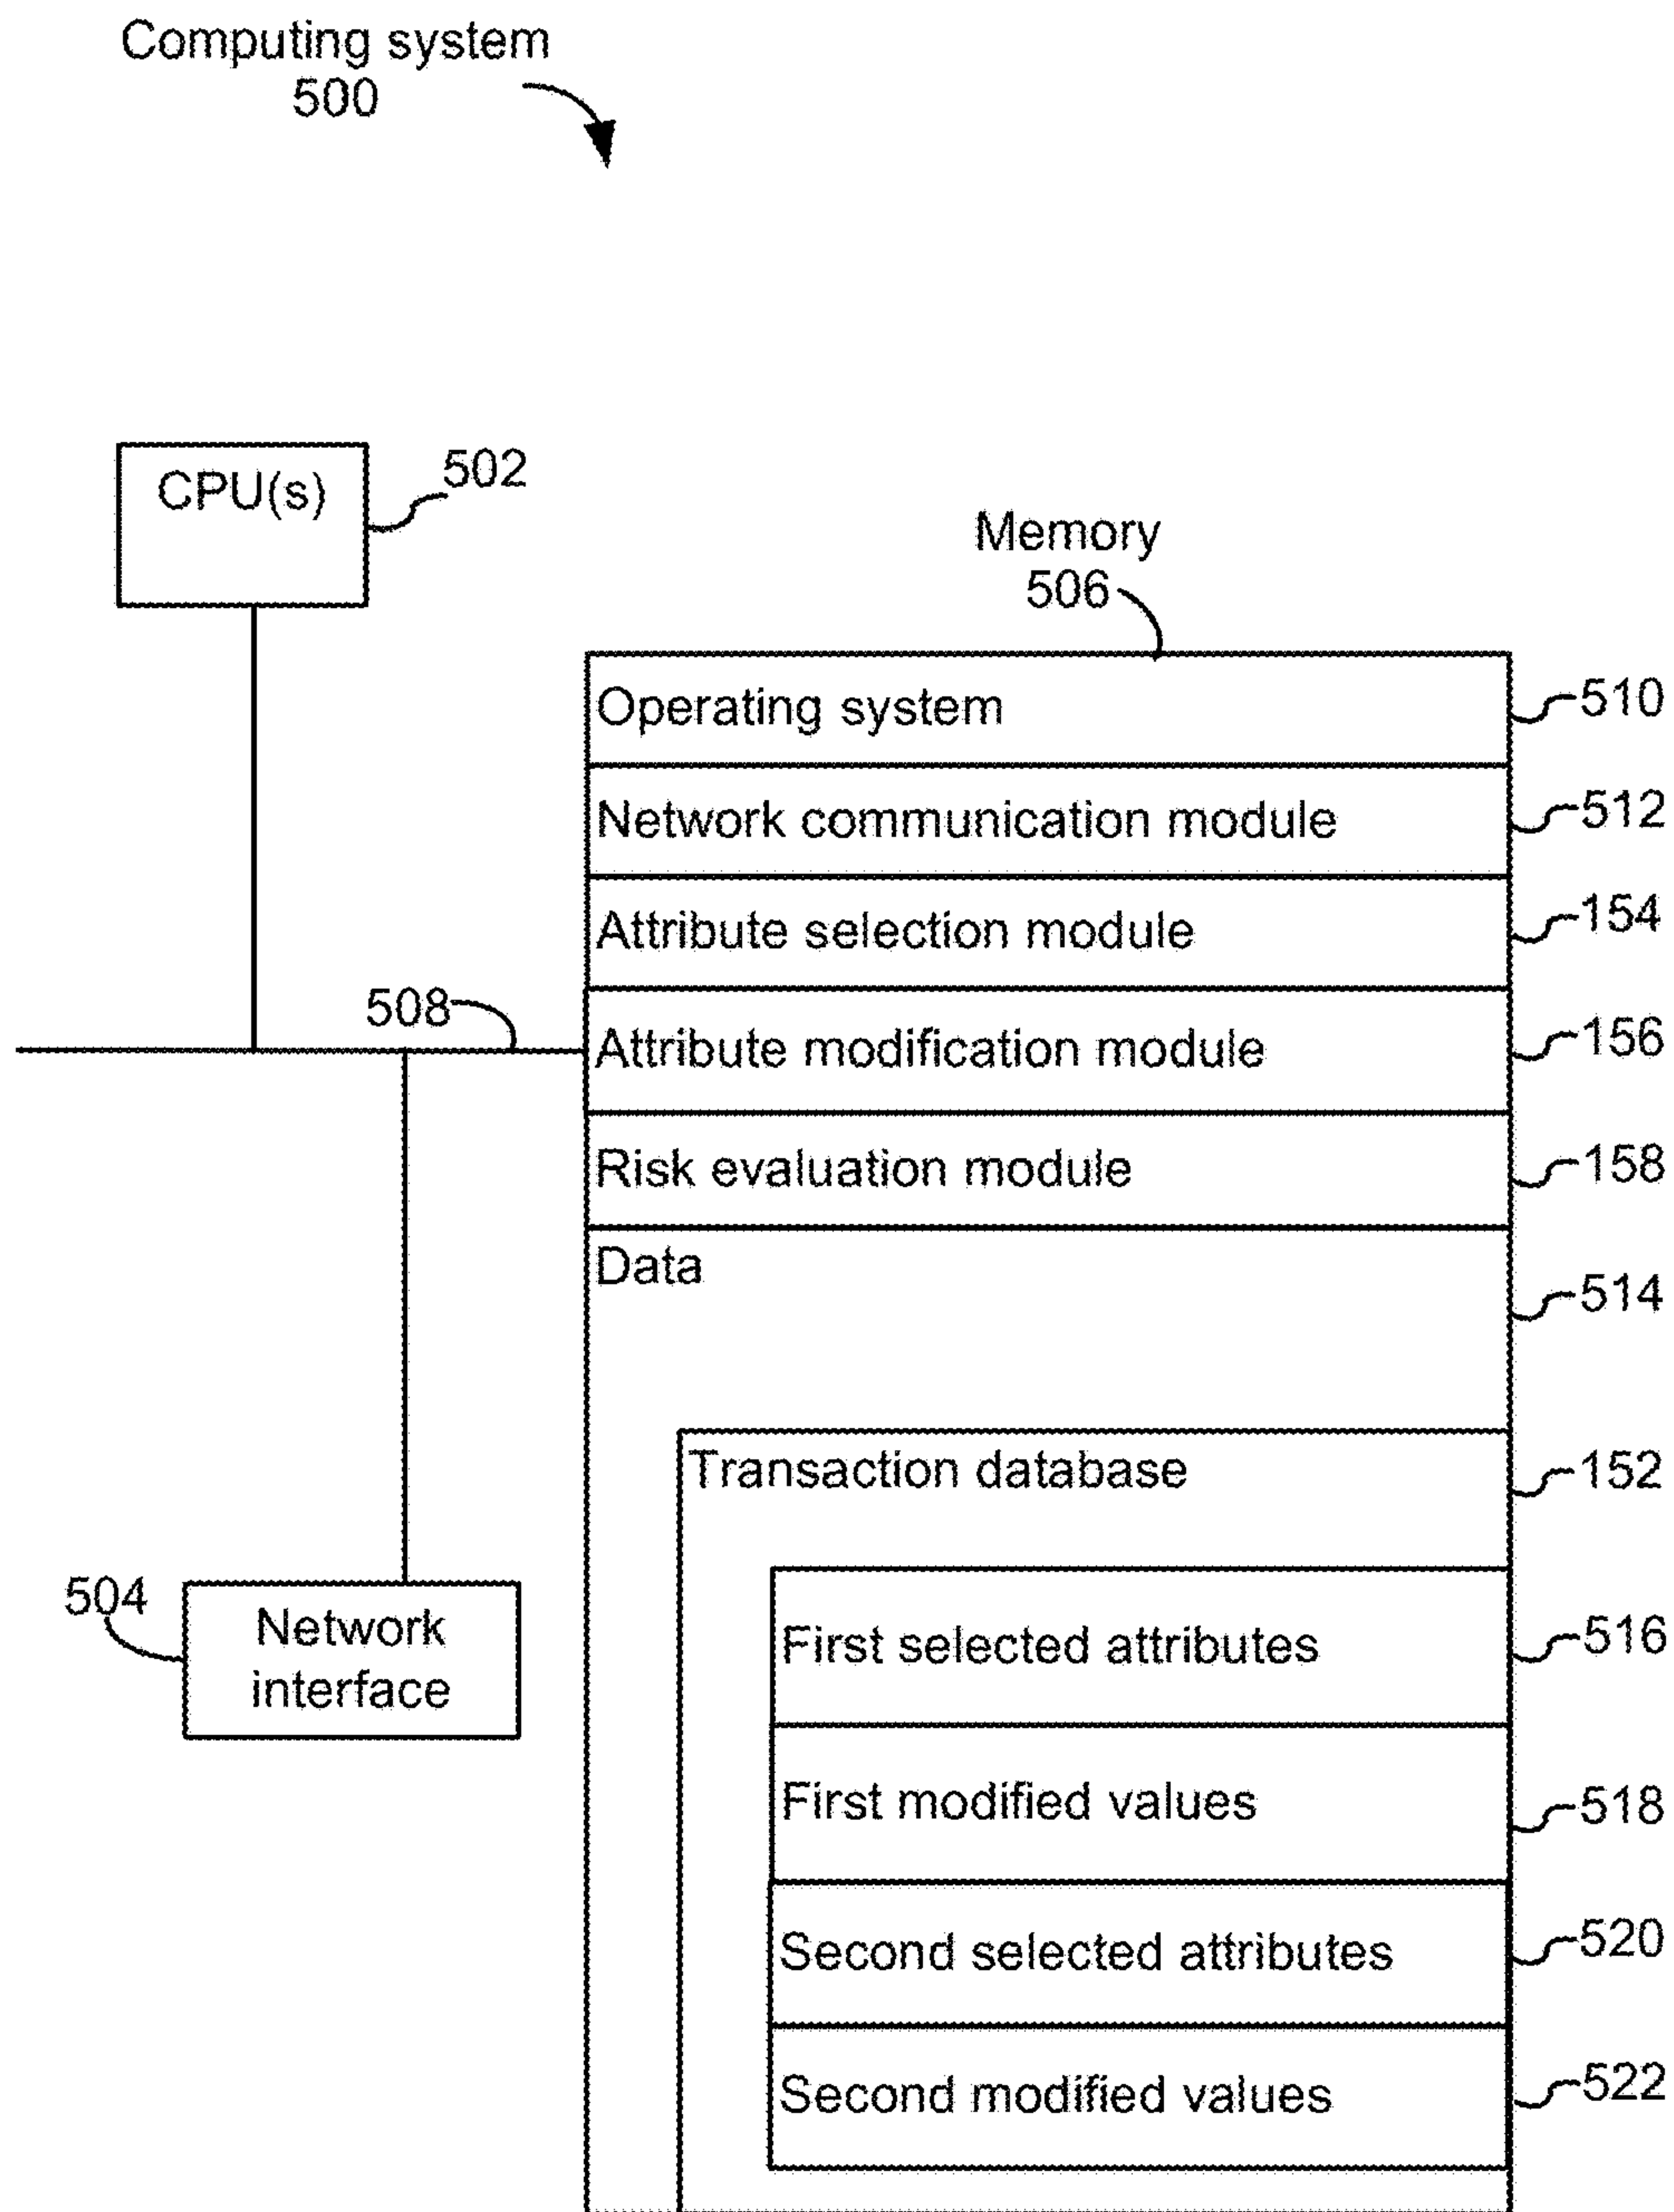 Computing system
500
CPU(s)
502
Memory
506
Operating system
510
Network communication module
512
Attribute selection module
154
508
Attribute modification module
156
Risk evaluation module
158
Data
514
Transaction database
152
504
Network
interface
First selected attributes
516
First modified values
518
Second selected attributes
520
Second modified values
522